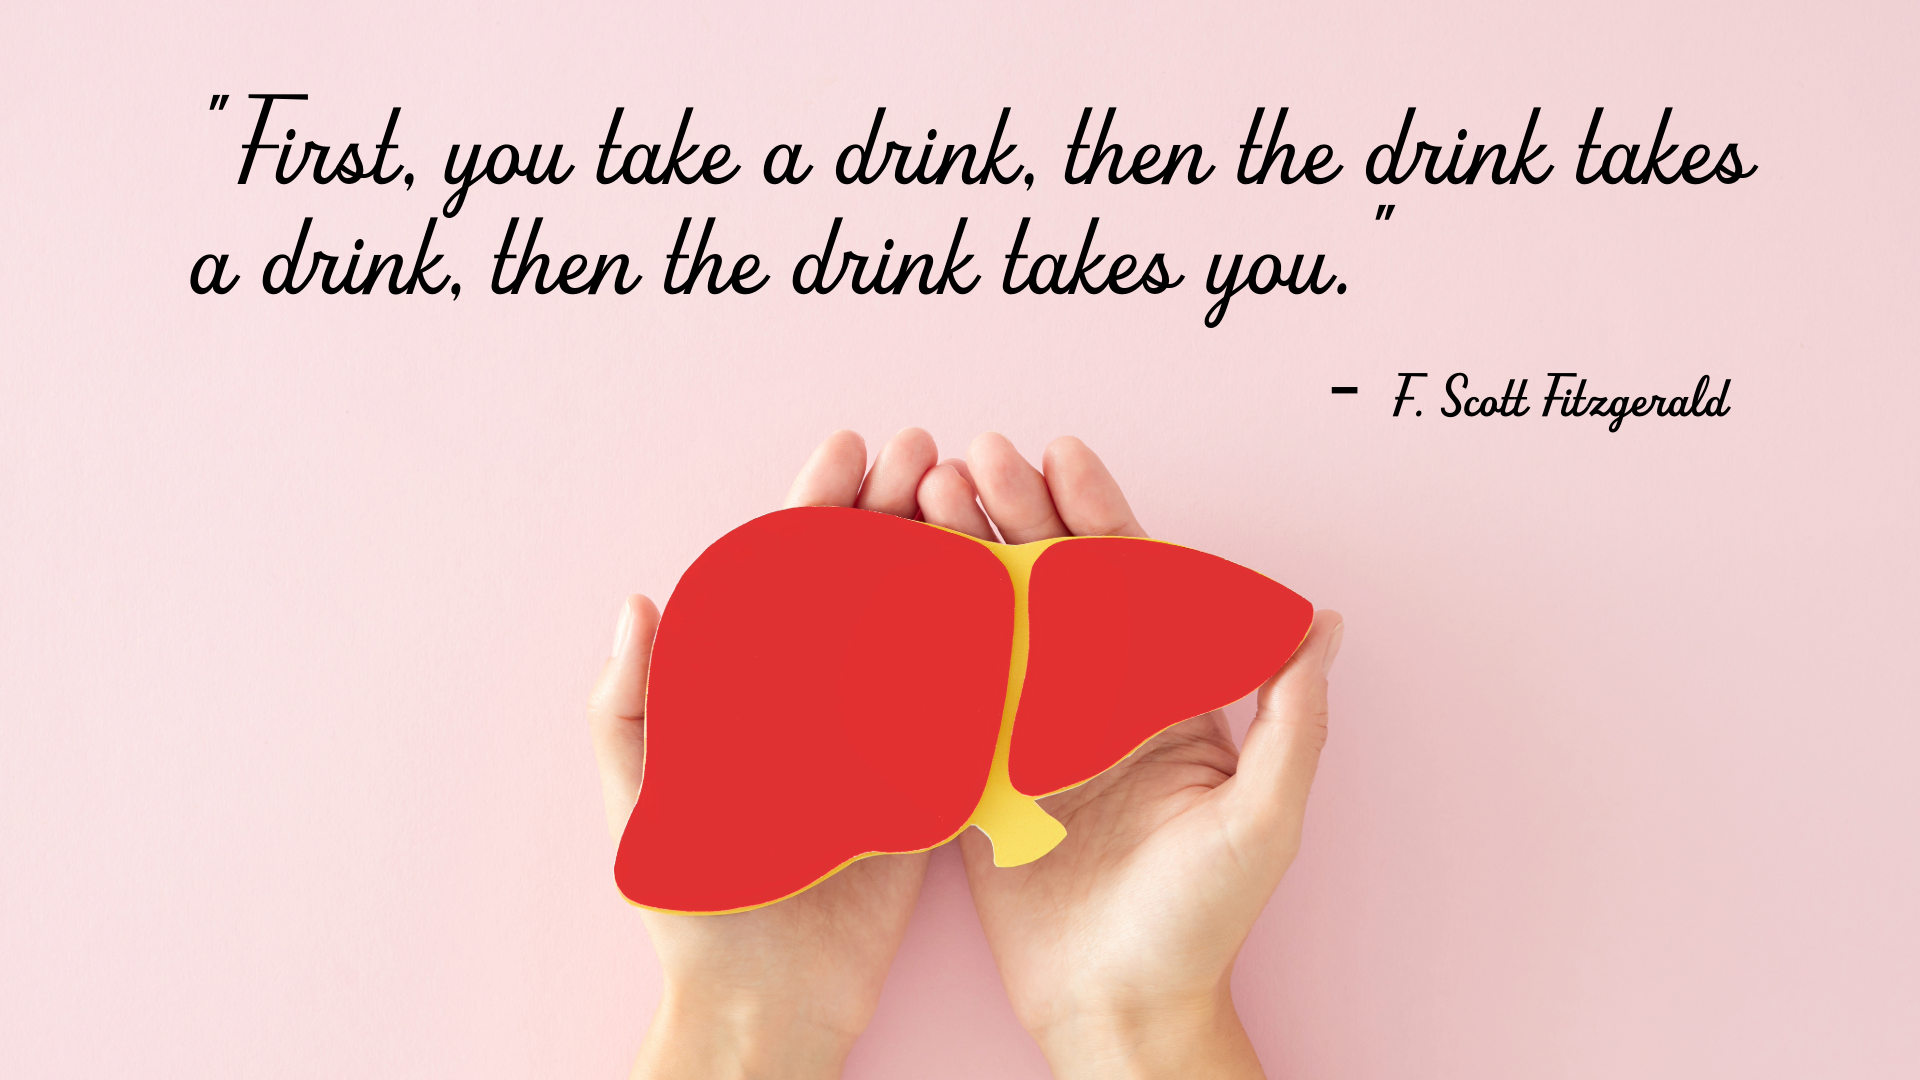 "First, you take a drink, then the drink takes
a drink, then the drink takes you."
- F. Scott Fitzgerald